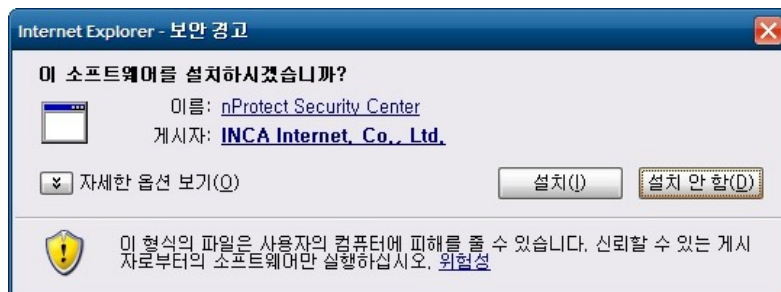 Internet Explorer - 보안 경고
이 소프트웨어를 설치하시겠습니까?
이름: nProtect Security Center
게시자: INCA Internet, Co., Ltd.
자세한 옵션 보기(O)
설치(I)
설치 안 함(D)
이 형식의 파일은 사용자의 컴퓨터에 피해를 줄 수 있습니다. 신뢰할 수 있는 게시
자로부터의 소프트웨어만 실행하십시오. 위험성